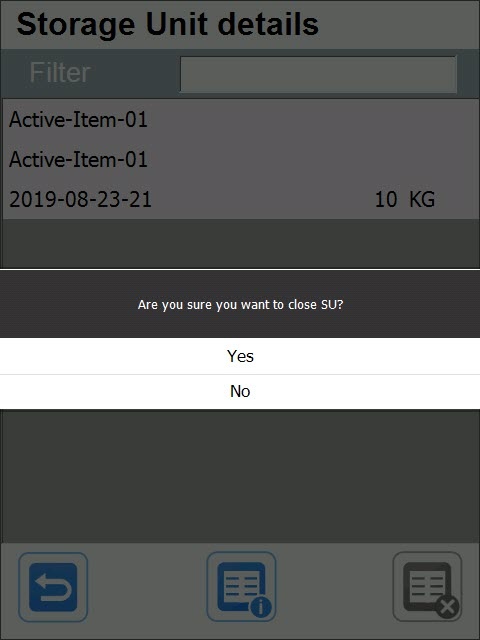 Storage Unit details
Filter
Active-Item-01
Active-Item-01
2019-08-23-21 10 KG
Are you sure you want to close SU?
Yes
No